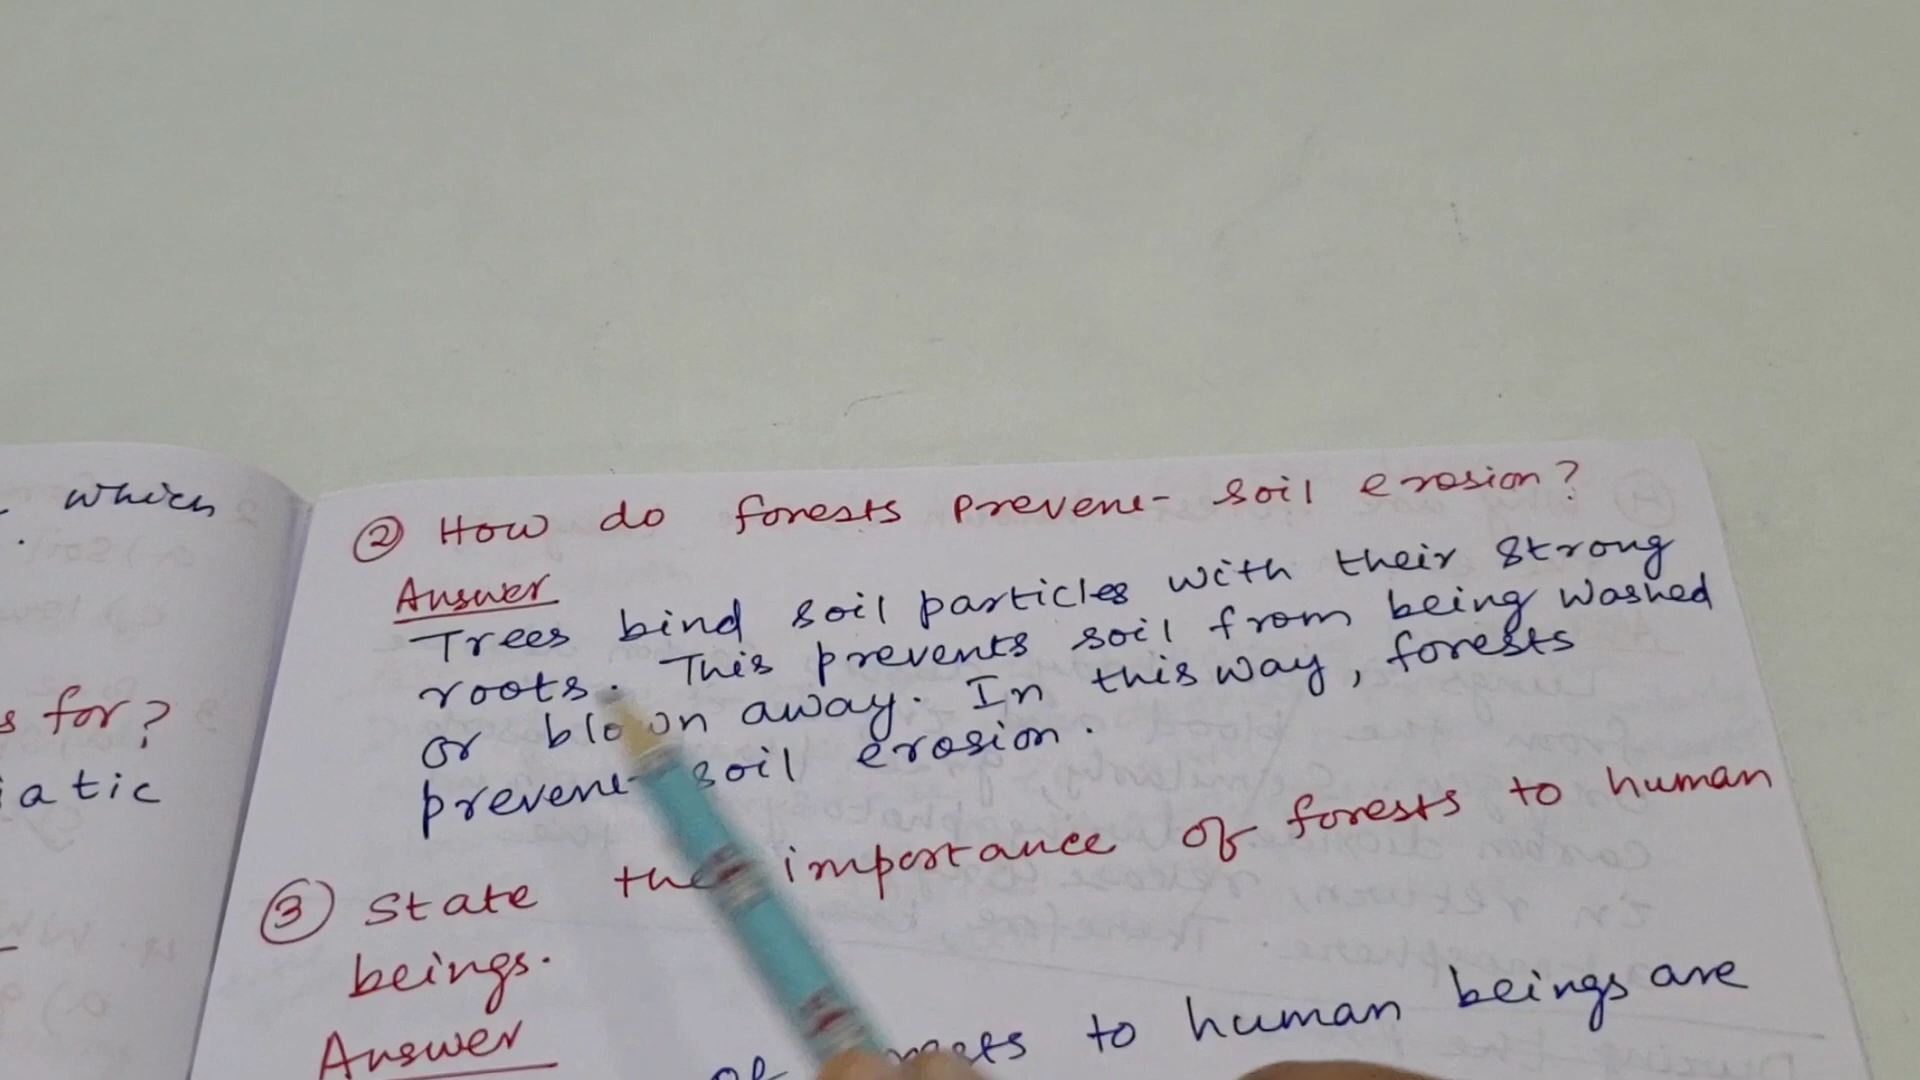 which
.
s for?
iatic
② How do forests prevent soil erosion?
Answer
Trees bind soil particles with their strong
roots. This prevents soil from being washed
or blown away. In this way, forests
prevent soil erosion.
③ State the importance of forests to human
beings.
Answer
of to human beings are